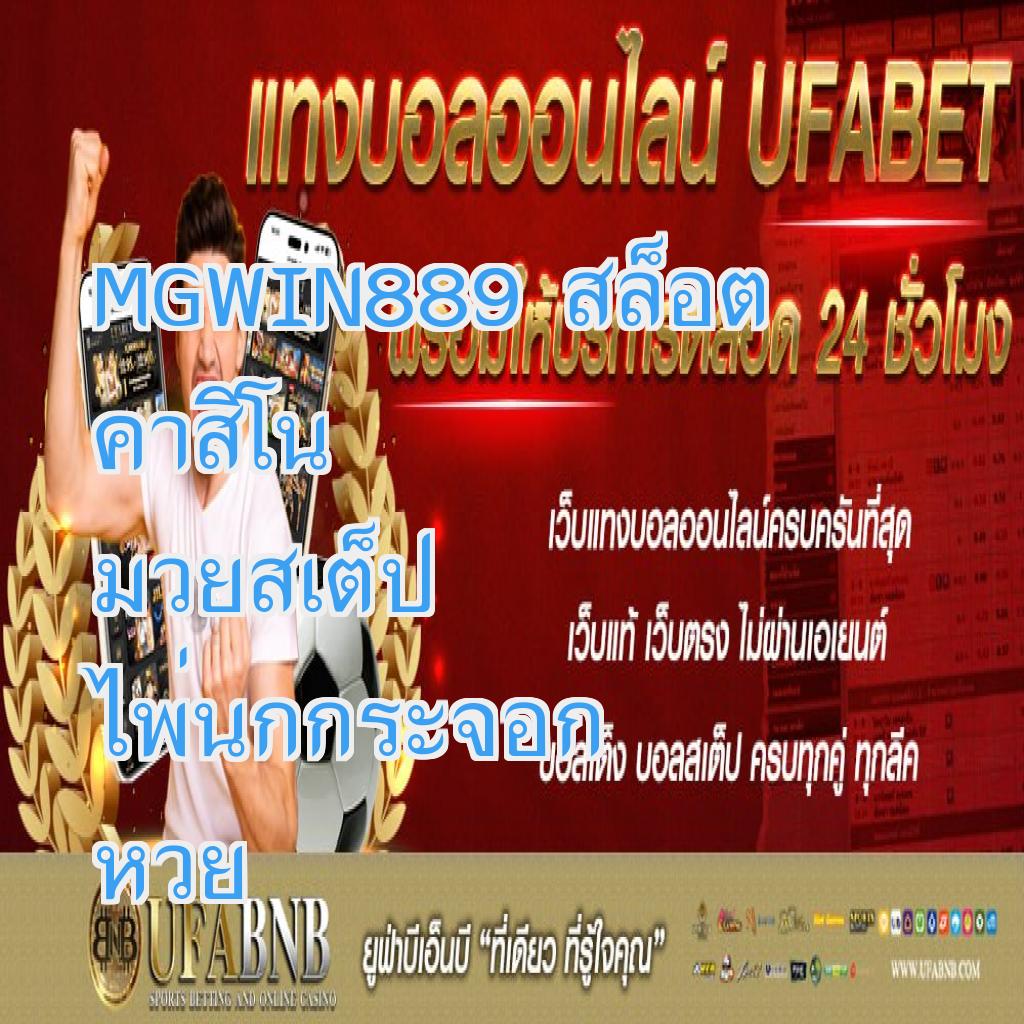 แทงบอลออนไลน์ UFABET
พร้อมให้บริการตลอด 24 ชั่วโมง
MGWIN889 สล็อต
คาสิโน
มวยสเต็ป
ไพ่นกกระจอก
หวย
เว็บแทงบอลออนไลน์ครบครันที่สุด
เว็บแท้ เว็บตรง ไม่ผ่านเอเยนต์
บอลเต็ง บอลสเต็ป ครบทุกคู่ ทุกลีค
UFABNB
SPORTS BETTING AND ONLINE CASINO
ยูฟ่าบีเอ็นบี “ที่เดียว ที่รู้ใจคุณ”
WWW.UFABNB.COM